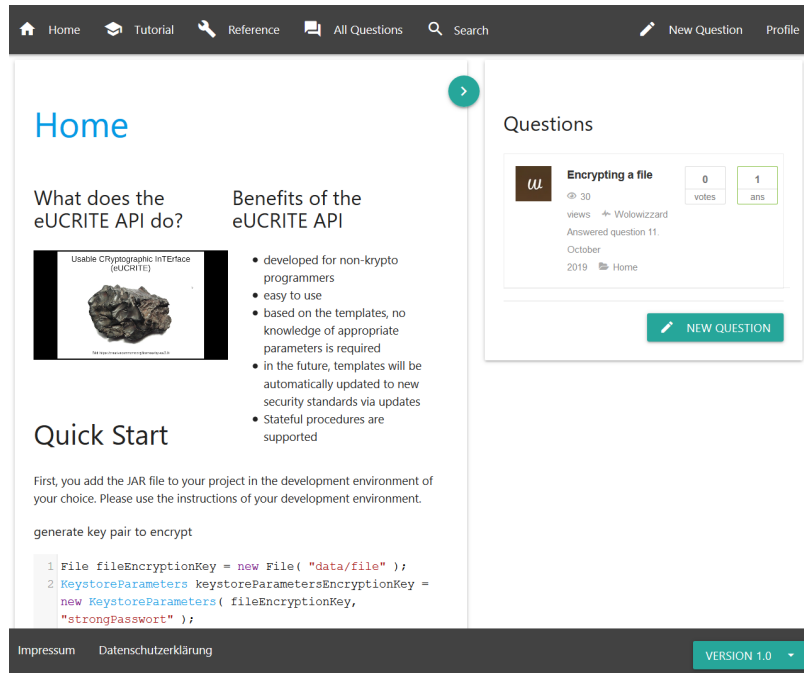 Home
Tutorial
Reference
All Questions
Search
New Question
Profile
Home
What does the
eUCRITE API do?
Usable CRyptographic InTErface
(eUCRITE)
Benefits of the
eUCRITE API
developed for non-krypto
programmers
easy to use
based on the templates, no
knowledge of appropriate
parameters is required
in the future, templates will be
automatically updated to new
security standards via updates
Stateful procedures are
supported
Quick Start
First, you add the JAR file to your project in the development environment of
your choice. Please use the instructions of your development environment.
generate key pair to encrypt
1 File fileEncryptionKey = new File( "data/file" );
2 KeystoreParameters keystoreParametersEncryptionKey =
new KeystoreParameters( fileEncryptionKey,
"strongPasswort" );
Questions
w
Encrypting a file
30
views Wolowizzard
Answered question 11.
October
2019 Home
0
votes
1
ans
NEW QUESTION
Impressum
Datenschutzerklärung
VERSION 1.0